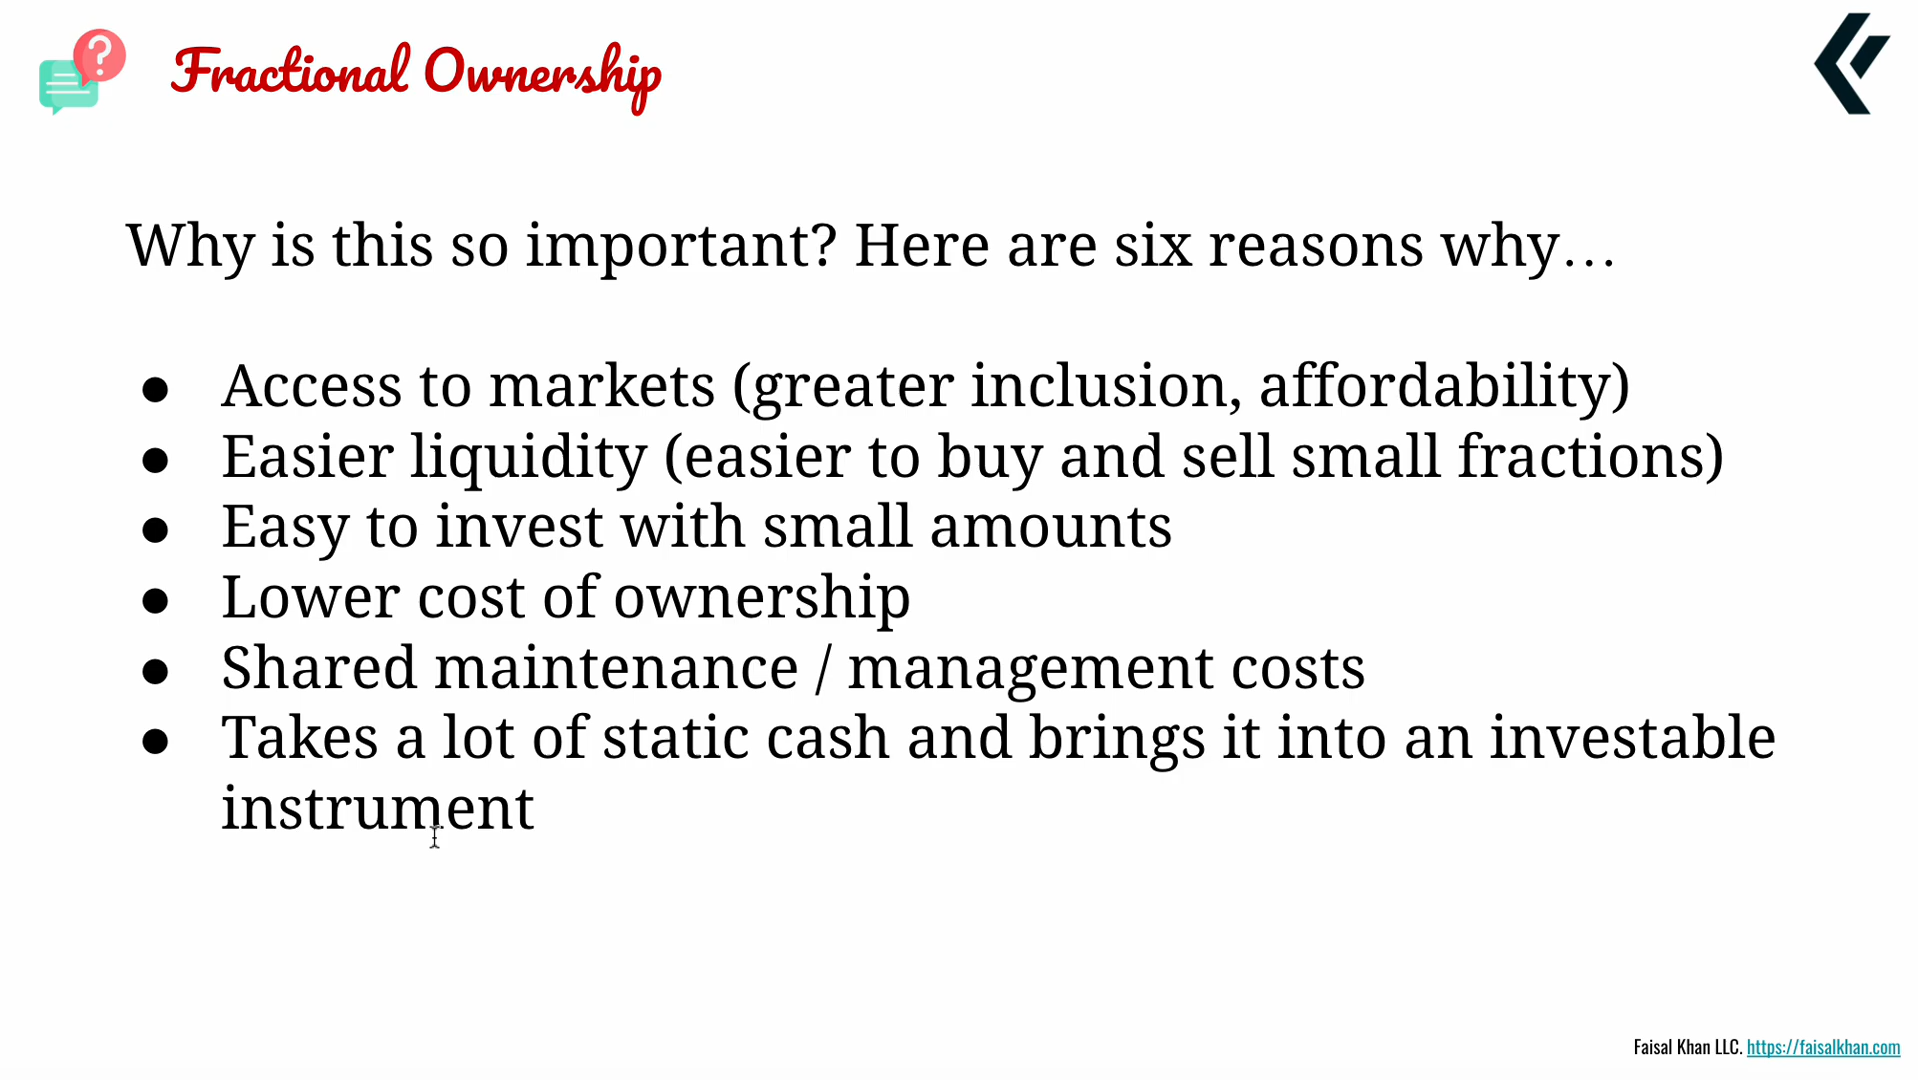 Fractional Ownership
Why is this so important? Here are six reasons why…
● Access to markets (greater inclusion, affordability)
● Easier liquidity (easier to buy and sell small fractions)
● Easy to invest with small amounts
● Lower cost of ownership
● Shared maintenance / management costs
● Takes a lot of static cash and brings it into an investable
instrument
Faisal Khan LLC. https://faisalkhan.com